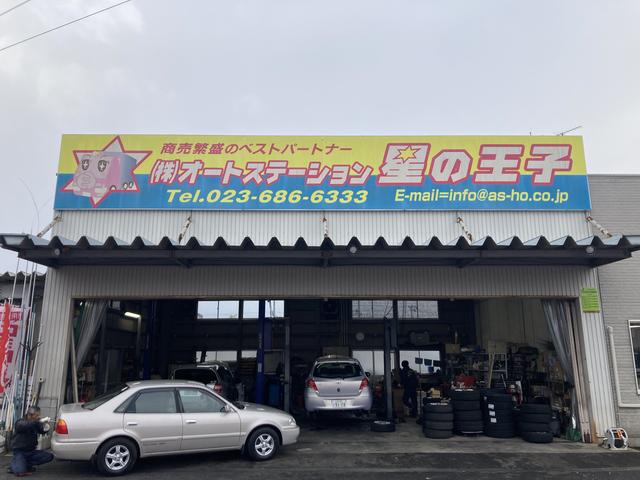 商売繁盛のベストパートナー
㈱オートステーション 星の王子
Tel.023-686-6333
E-mail=info@as-ho.co.jp